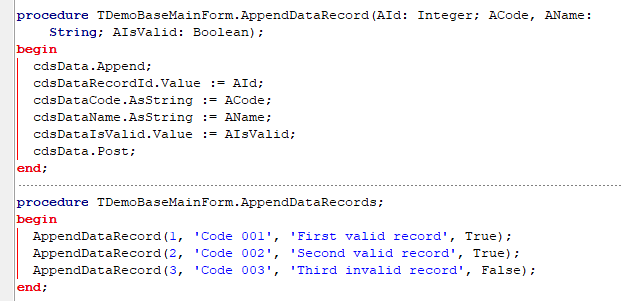 procedure TDemoBaseMainForm.AppendDataRecord(AId: Integer; ACode, AName:
    String; AIsValid: Boolean);
begin
  cdsData.Append;
  cdsDataRecordId.Value := AId;
  cdsDataCode.AsString := ACode;
  cdsDataName.AsString := AName;
  cdsDataIsValid.Value := AIsValid;
  cdsData.Post;
end;
procedure TDemoBaseMainForm.AppendDataRecords;
begin
  AppendDataRecord(1, 'Code 001', 'First valid record', True);
  AppendDataRecord(2, 'Code 002', 'Second valid record', True);
  AppendDataRecord(3, 'Code 003', 'Third invalid record', False);
end;